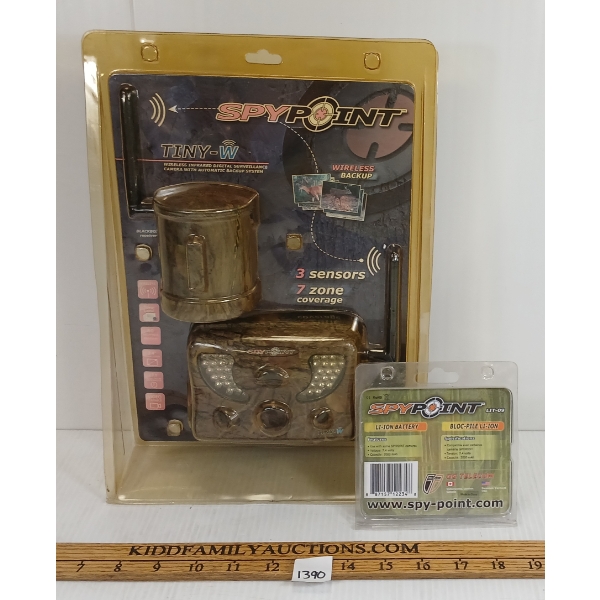 SPYPOINT
TINY-W
WIRELESS INFRARED DIGITAL SURVEILLANCE
CAMERA WITH AUTOMATIC BACKUP SYSTEM
WIRELESS
BACKUP
3 sensors
7 zone
coverage
SPYPOINT
SPYPOINT
LI-ION BATTERY
BLOC-PILE LI-ION
www.spy-point.com
KIDDFAMILYAUCTIONS.COM
7 8 9 10 11 12 13 14 15 16 17 18 19
1390